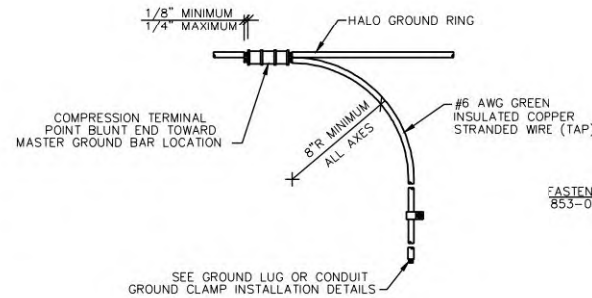 1/8" MINIMUM
1/4" MAXIMUM
HALO GROUND RING
COMPRESSION TERMINAL
POINT BLUNT END TOWARD
MASTER GROUND BAR LOCATION
8"R MINIMUM
ALL AXES
#6 AWG GREEN
INSULATED COPPER
STRANDED WIRE (TAP)
853-0
SEE GROUND LUG OR CONDUIT
GROUND CLAMP INSTALLATION DETAILS